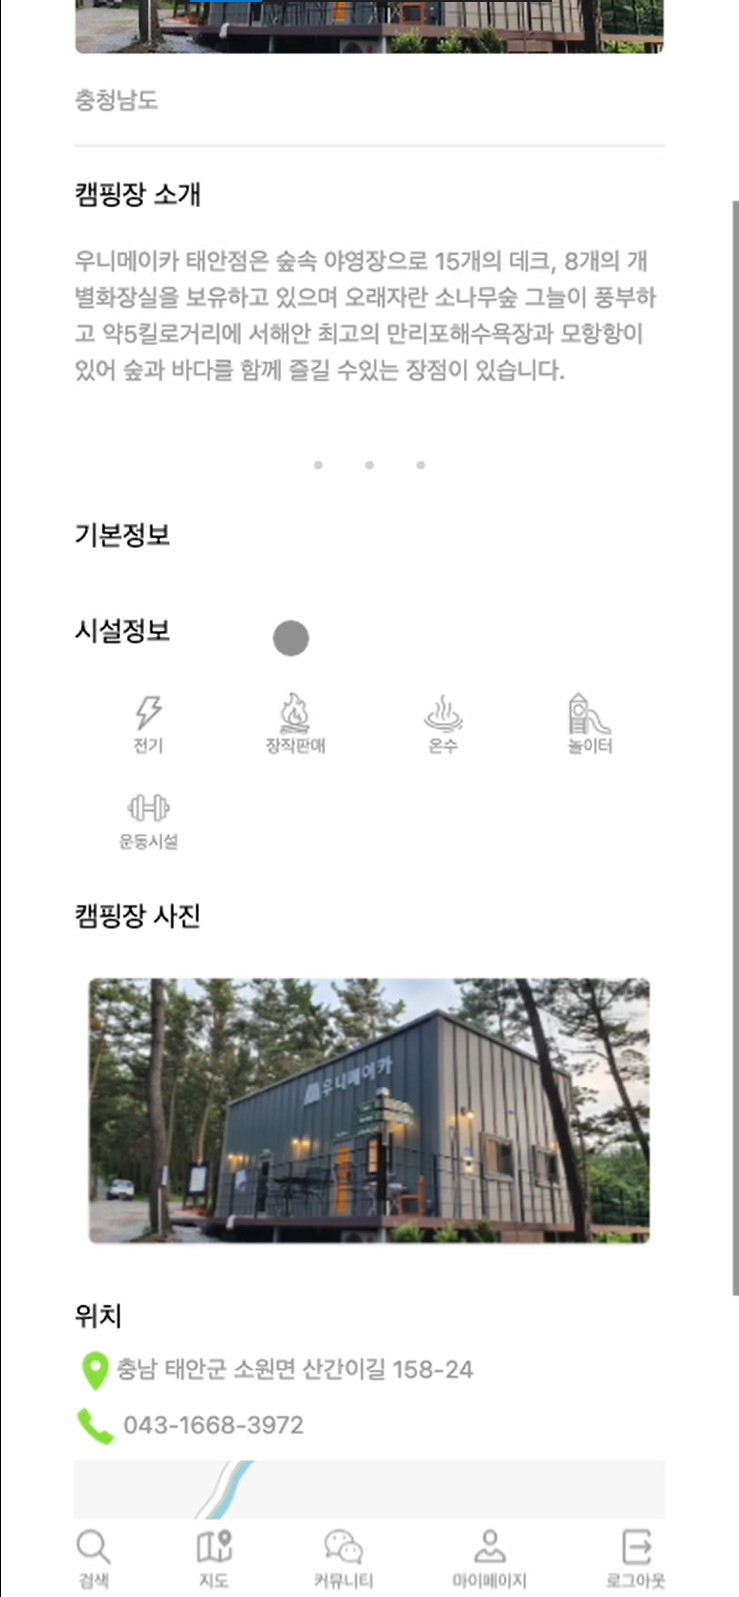 충청남도
캠핑장 소개
우니메이카 태안점은 숲속 야영장으로 15개의 데크, 8개의 개
별화장실을 보유하고 있으며 오래자란 소나무숲 그늘이 풍부하
고 약5킬로거리에 서해안 최고의 만리포해수욕장과 모항항이
있어 숲과 바다를 함께 즐길 수있는 장점이 있습니다.
기본정보
시설정보
전기 장작판매 온수 놀이터
운동시설
캠핑장 사진
우니메이카
위치
충남 태안군 소원면 산간이길 158-24
043-1668-3972
검색 지도 커뮤니티 마이페이지 로그아웃